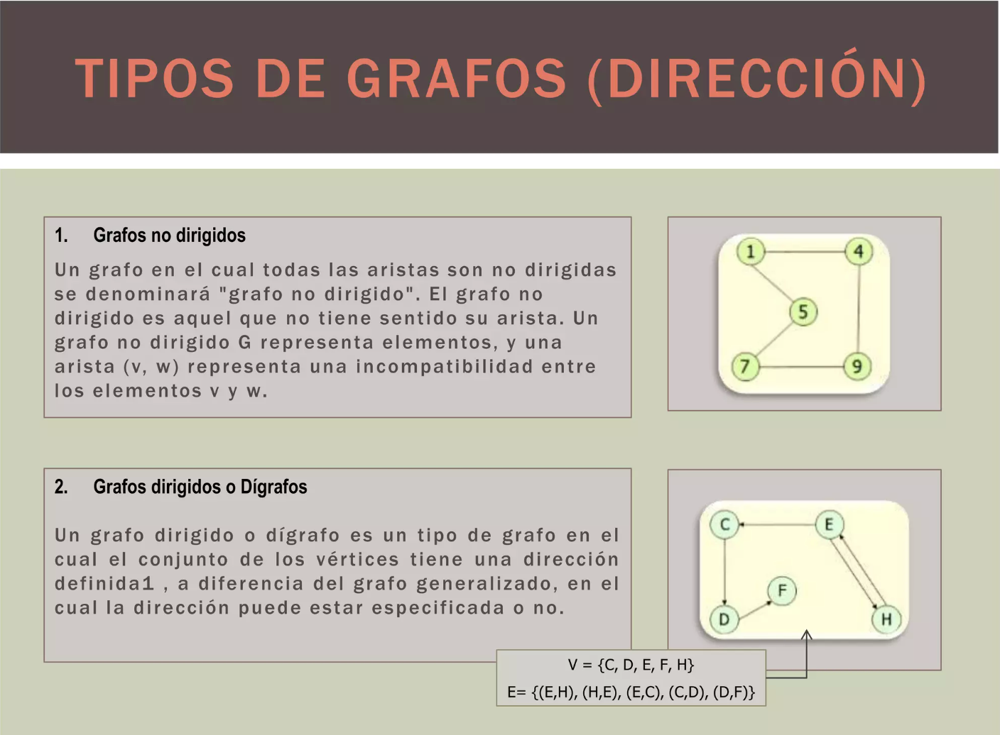 TIPOS DE GRAFOS (DIRECCIÓN)
1. Grafos no dirigidos
Un grafo en el cual todas las aristas son no dirigidas
se denominará "grafo no dirigido". El grafo no
dirigido es aquel que no tiene sentido su arista. Un
grafo no dirigido G representa elementos, y una
arista (v, w) representa una incompatibilidad entre
los elementos v y w.
1 4
5
7 9
2. Grafos dirigidos o Dígrafos
Un grafo dirigido o dígrafo es un tipo de grafo en el
cual el conjunto de los vértices tiene una dirección
definida1 , a diferencia del grafo generalizado, en el
cual la dirección puede estar especificada o no.
C E
F
D H
V = {C, D, E, F, H}
E= {(E,H), (H,E), (E,C), (C,D), (D,F)}